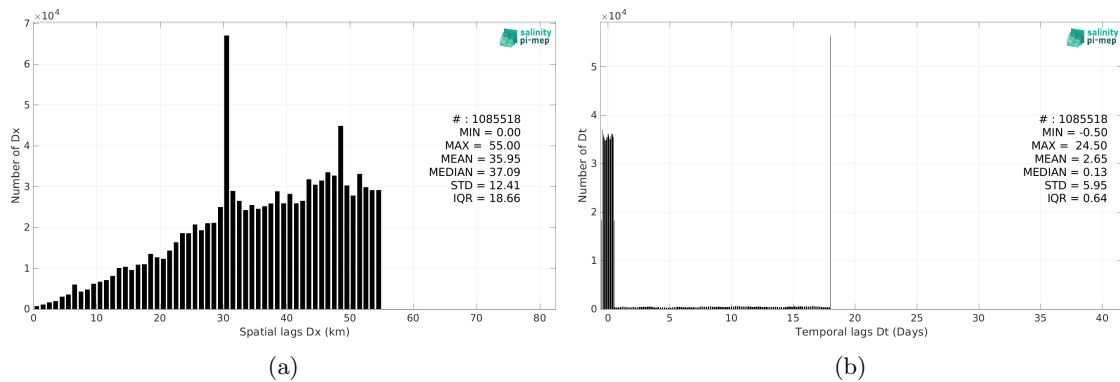 ×10⁴
7
6
5
4
3
2
1
0
Number of Dx
0 10 20 30 40 50 60 70 80
Spatial lags Dx (km)
salinity
pi-mep
# : 1085518
MIN = 0.00
MAX = 55.00
MEAN = 35.95
MEDIAN = 37.09
STD = 12.41
IQR = 18.66
(a)
×10⁴
5
4
3
2
1
0
Number of Dt
0 5 10 15 20 25 30 35 40
Temporal lags Dt (Days)
salinity
pi-mep
# : 1085518
MIN = -0.50
MAX = 24.50
MEAN = 2.65
MEDIAN = 0.13
STD = 5.95
IQR = 0.64
(b)